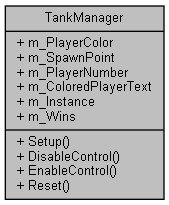 TankManager
+ m_PlayerColor
+ m_SpawnPoint
+ m_PlayerNumber
+ m_ColoredPlayerText
+ m_Instance
+ m_Wins
+ Setup()
+ DisableControl()
+ EnableControl()
+ Reset()